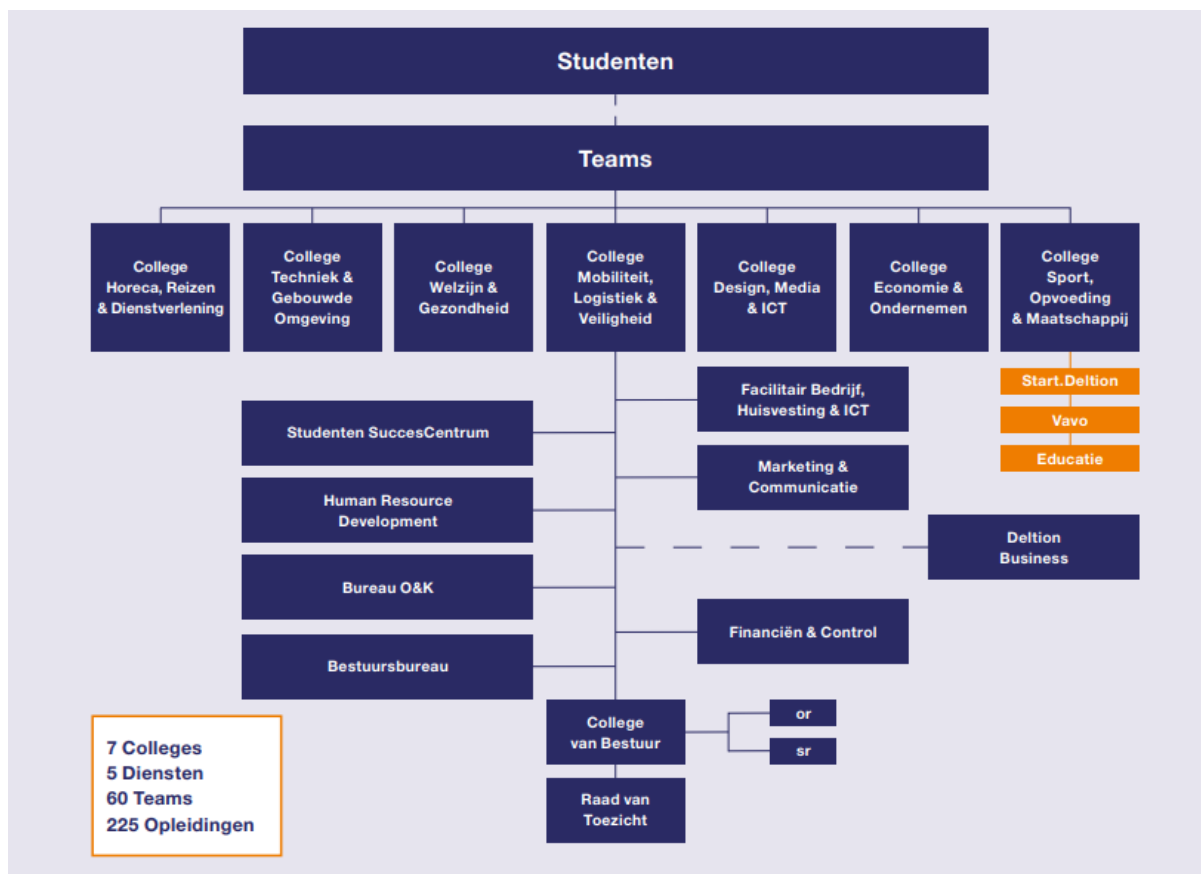 Studenten
Teams
College
Horeca, Reizen
& Dienstverlening
College
Techniek &
Gebouwde
Omgeving
College
Welzijn &
Gezondheid
College
Mobiliteit,
Logistiek &
Veiligheid
College
Design, Media
& ICT
College
Economie &
Ondernemen
College
Sport,
Opvoeding
& Maatschappij
Start.Deltion
Vavo
Educatie
Facilitair Bedrijf,
Huisvesting & ICT
Studenten SuccesCentrum
Marketing &
Communicatie
Human Resource
Development
Deltion
Business
Bureau O&K
Financiën & Control
Bestuursbureau
College
van Bestuur
or
sr
Raad van
Toezicht
7 Colleges
5 Diensten
60 Teams
225 Opleidingen